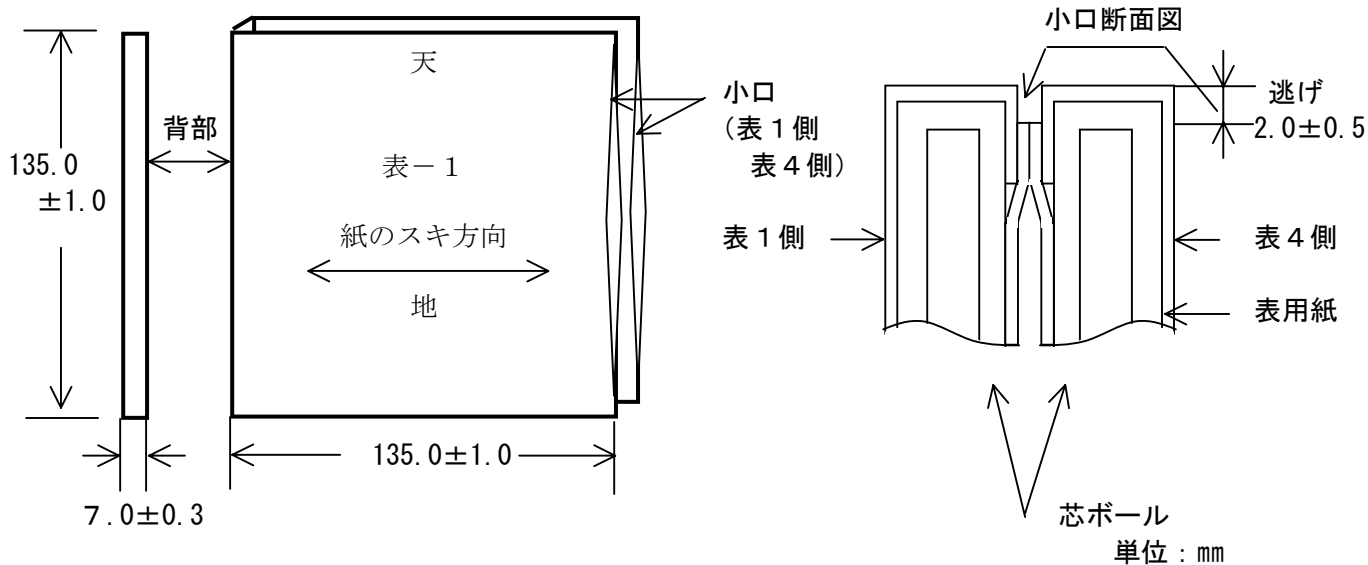 135.0
±1.0
背部
7.0±0.3
天
表－１
紙のスキ方向
地
135.0±1.0
小口
(表１側
表４側)
小口断面図
逃げ
2.0±0.5
表１側
表４側
表用紙
芯ボール
単位：mm